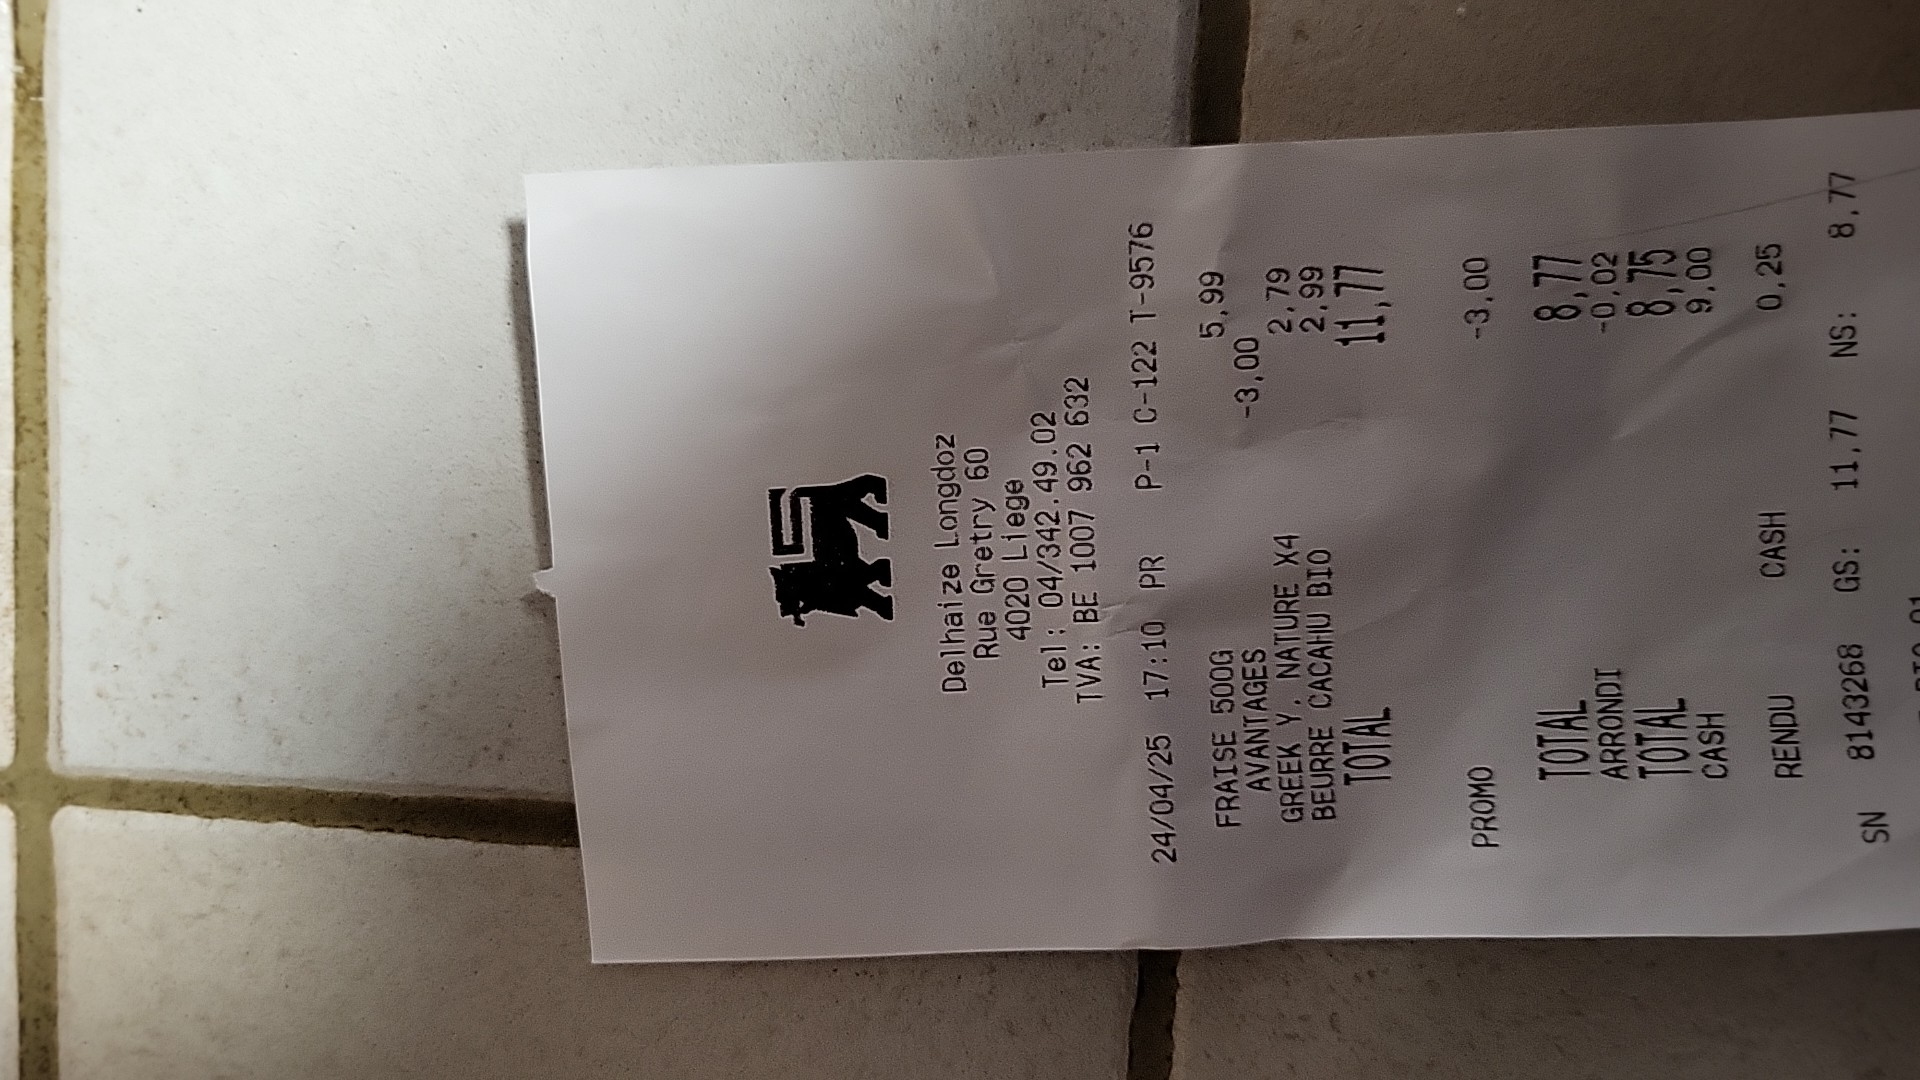 Delhaize Longdoz
Rue Gretry 60
4020 Liege
Tel : 04/342.49.02
TVA: BE 1007 962 632
24/04/25 17:10 PR P-1 C-122 T-9576
FRAISE 500G 5,99
AVANTAGES -3,00
GREEK Y. NATURE X4 2,79
BEURRE CACAHU BIO 2,99
TOTAL 11,77
PROMO -3,00
TOTAL 8,77
ARRONDI -0,02
TOTAL 8,75
CASH 9,00
RENDU CASH 0,25
SN 8143268 GS: 11,77 NS: 8,77